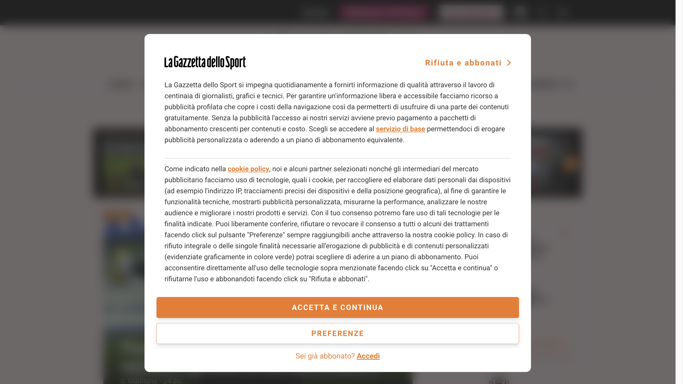 La Gazzetta dello Sport
Rifiuta e abbonati
La Gazzetta dello Sport si impegna quotidianamente a fornirti informazione di qualità attraverso il lavoro di
centinaia di giornalisti, grafici e tecnici. Per garantire un'informazione libera e accessibile facciamo ricorso a
pubblicità profilata che copre i costi della navigazione così da permetterti di usufruire di una parte dei contenuti
gratuitamente. Senza la pubblicità l'accesso ai nostri servizi avviene previo pagamento a pacchetti di
abbonamento crescenti per contenuti e costo. Scegli se accedere al servizio di base permettendoci di erogare
pubblicità personalizzata o aderendo a un piano di abbonamento equivalente.
Come indicato nella cookie policy, noi e alcuni partner selezionati nonché gli intermediari del mercato
pubblicitario facciamo uso di tecnologie, quali i cookie, per raccogliere ed elaborare dati personali dai dispositivi
(ad esempio l'indirizzo IP, tracciamenti precisi dei dispositivi e della posizione geografica), al fine di garantire le
funzionalità tecniche, mostrarti pubblicità personalizzata, misurarne la performance, analizzare le nostre
audience e migliorare i nostri prodotti e servizi. Con il tuo consenso potremo fare uso di tali tecnologie per le
finalità indicate. Puoi liberamente conferire, rifiutare o revocare il consenso a tutti o alcuni dei trattamenti
facendo click sul pulsante "Preferenze" sempre raggiungibili anche attraverso la nostra cookie policy. In caso di
rifiuto integrale o delle singole finalità necessarie all'erogazione di pubblicità e di contenuti personalizzati
(evidenziate graficamente in colore verde) potrai scegliere di aderire a un piano di abbonamento. Puoi
acconsentire direttamente all'uso delle tecnologie sopra menzionate facendo click su "Accetta e continua" o
rifiutarne l'uso e abbonandoti facendo click su "Rifiuta e abbonati".
ACCETTA E CONTINUA
PREFERENZE
Sei già abbonato? Accedi